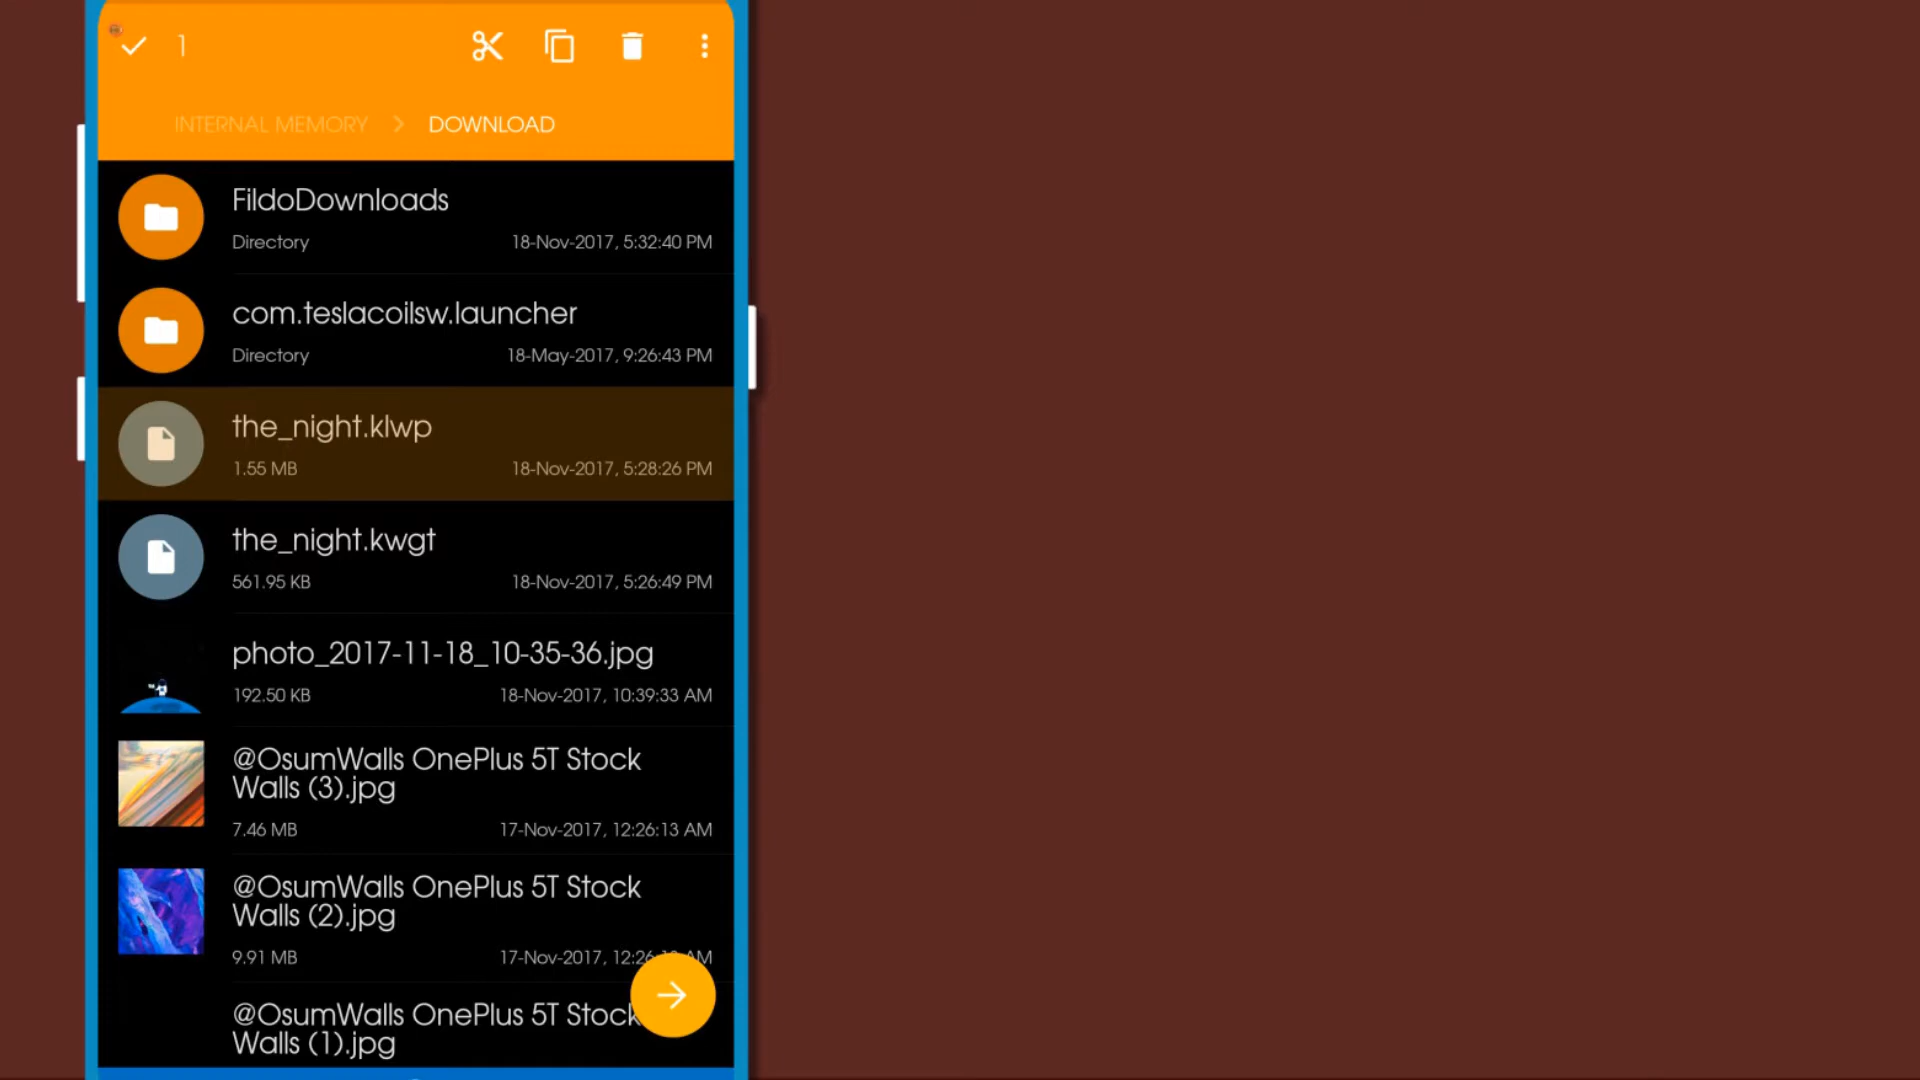 1
INTERNAL MEMORY > DOWNLOAD
FildoDownloads
Directory 18-Nov-2017, 5:32:40 PM
com.teslacoilsw.launcher
Directory 18-May-2017, 9:26:43 PM
the_night.klwp
1.55 MB 18-Nov-2017, 5:28:26 PM
the_night.kwgt
561.95 KB 18-Nov-2017, 5:26:49 PM
photo_2017-11-18_10-35-36.jpg
192.50 KB 18-Nov-2017, 10:39:33 AM
@OsumWalls OnePlus 5T Stock
Walls (3).jpg
7.46 MB 17-Nov-2017, 12:26:13 AM
@OsumWalls OnePlus 5T Stock
Walls (2).jpg
9.91 MB 17-Nov-2017, AM
@OsumWalls OnePlus 5T Stock
Walls (1).jpg